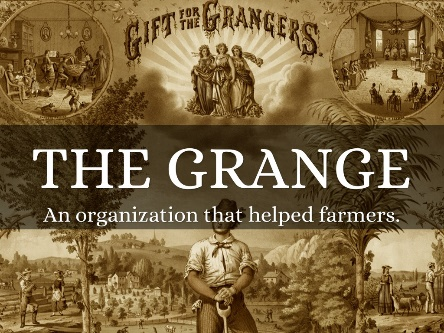 GIFT FOR THE GRANGERS.
THE GRANGE
An organization that helped farmers.